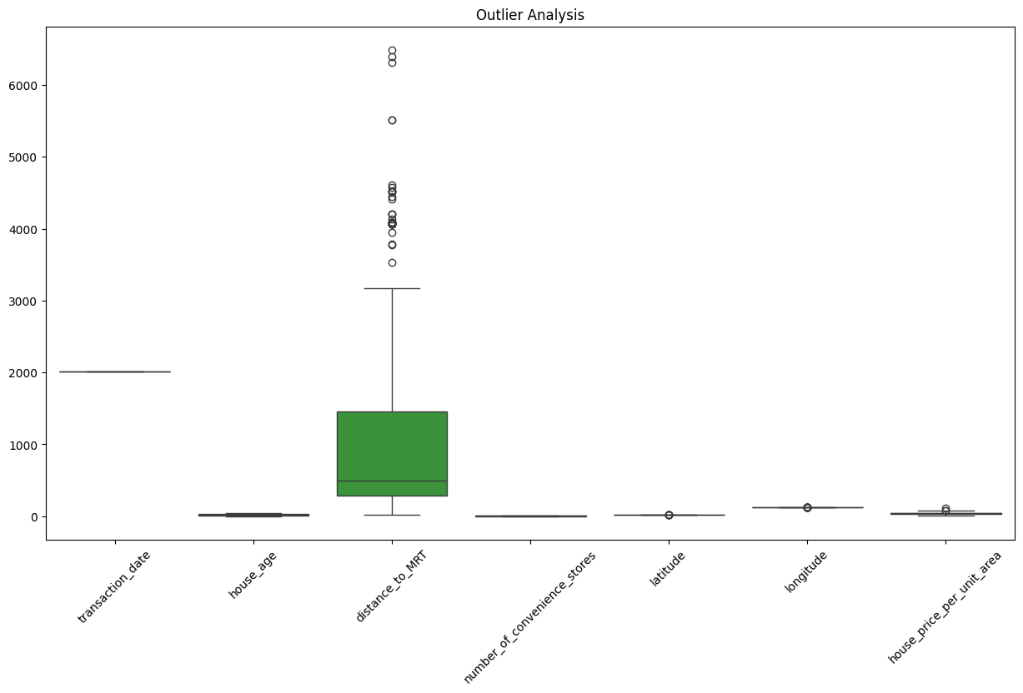 Outlier Analysis
6000
5000
4000
3000
2000
1000
0
transaction_date
house_age
distance_to_MRT
number_of_convenience_stores
latitude
longitude
house_price_per_unit_area